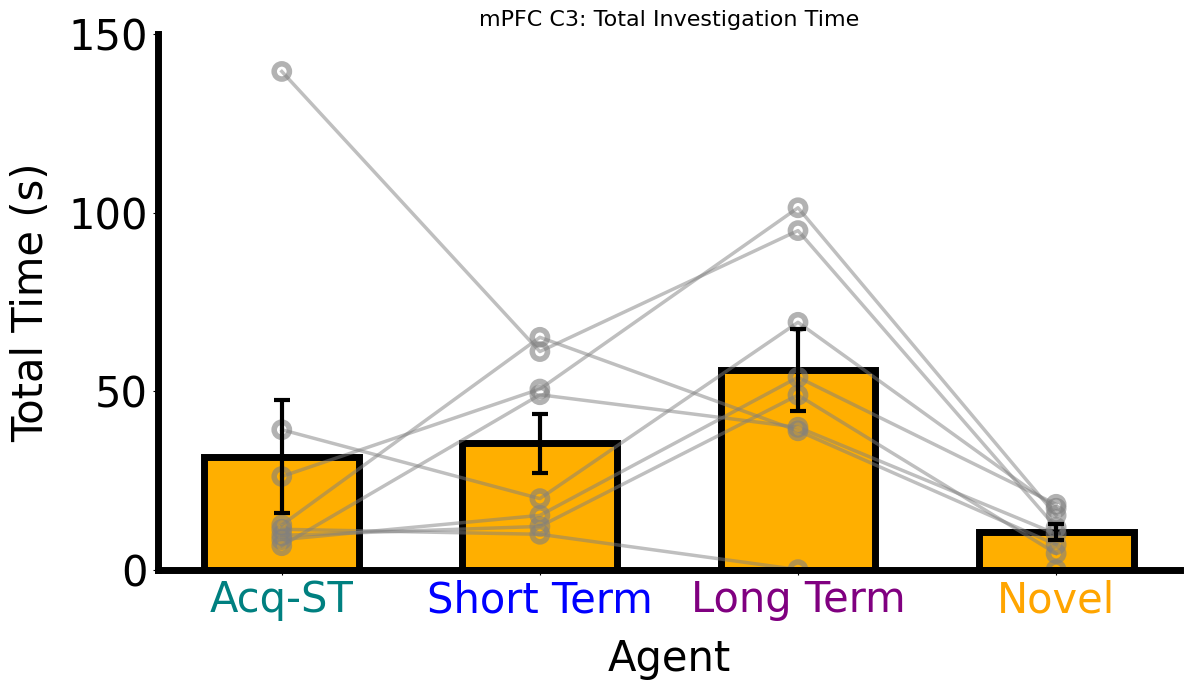 mPFC C3: Total Investigation Time
150
100
50
0
Total Time (s)
Acq-ST Short Term Long Term Novel
Agent